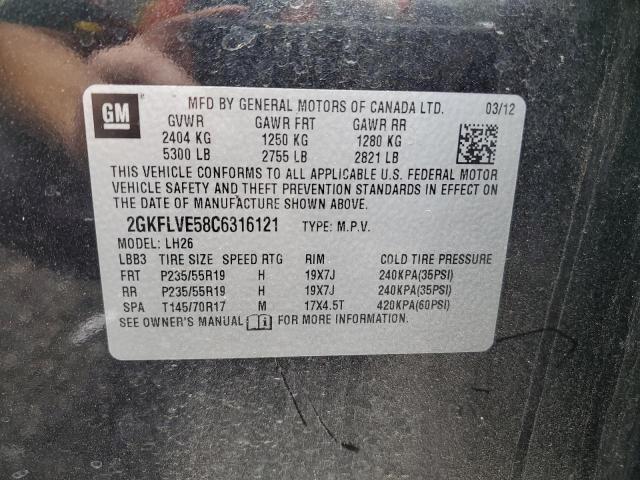 GM
MFD BY GENERAL MOTORS OF CANADA LTD. 03/12
GVWR GAWR FRT GAWR RR
2404 KG 1250 KG 1280 KG
5300 LB 2755 LB 2821 LB
THIS VEHICLE CONFORMS TO ALL APPLICABLE U.S. FEDERAL MOTOR
VEHICLE SAFETY AND THEFT PREVENTION STANDARDS IN EFFECT ON
THE DATE OF MANUFACTURE SHOWN ABOVE.
2GKFLVE58C6316121 TYPE: M.P.V.
MODEL: LH26
LBB3 TIRE SIZE SPEED RTG RIM COLD TIRE PRESSURE
FRT P235/55R19 H 19X7J 240KPA(35PSI)
RR P235/55R19 H 19X7J 240KPA(35PSI)
SPA T145/70R17 M 17X4.5T 420KPA(60PSI)
SEE OWNER'S MANUAL FOR MORE INFORMATION.